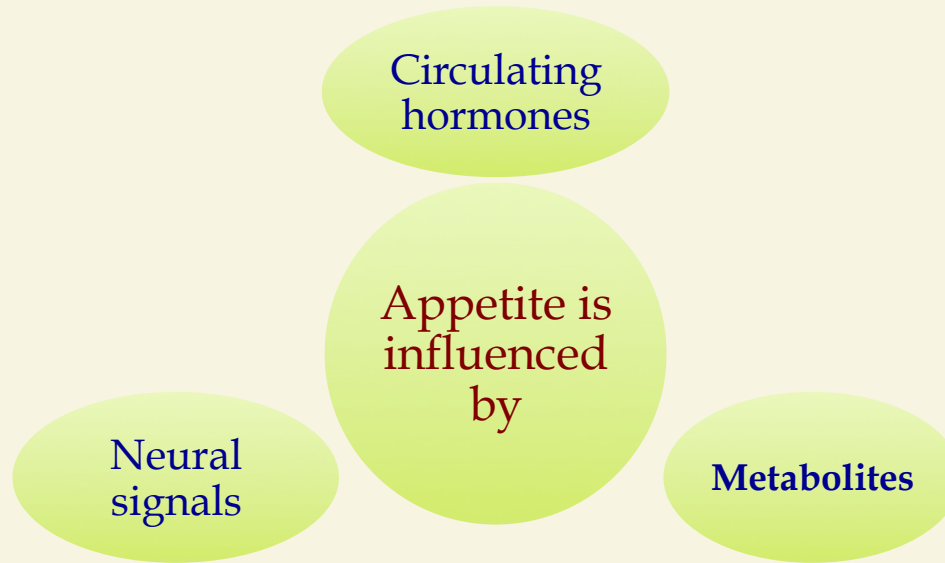 Circulating
hormones
Appetite is
influenced
by
Neural
signals
Metabolites